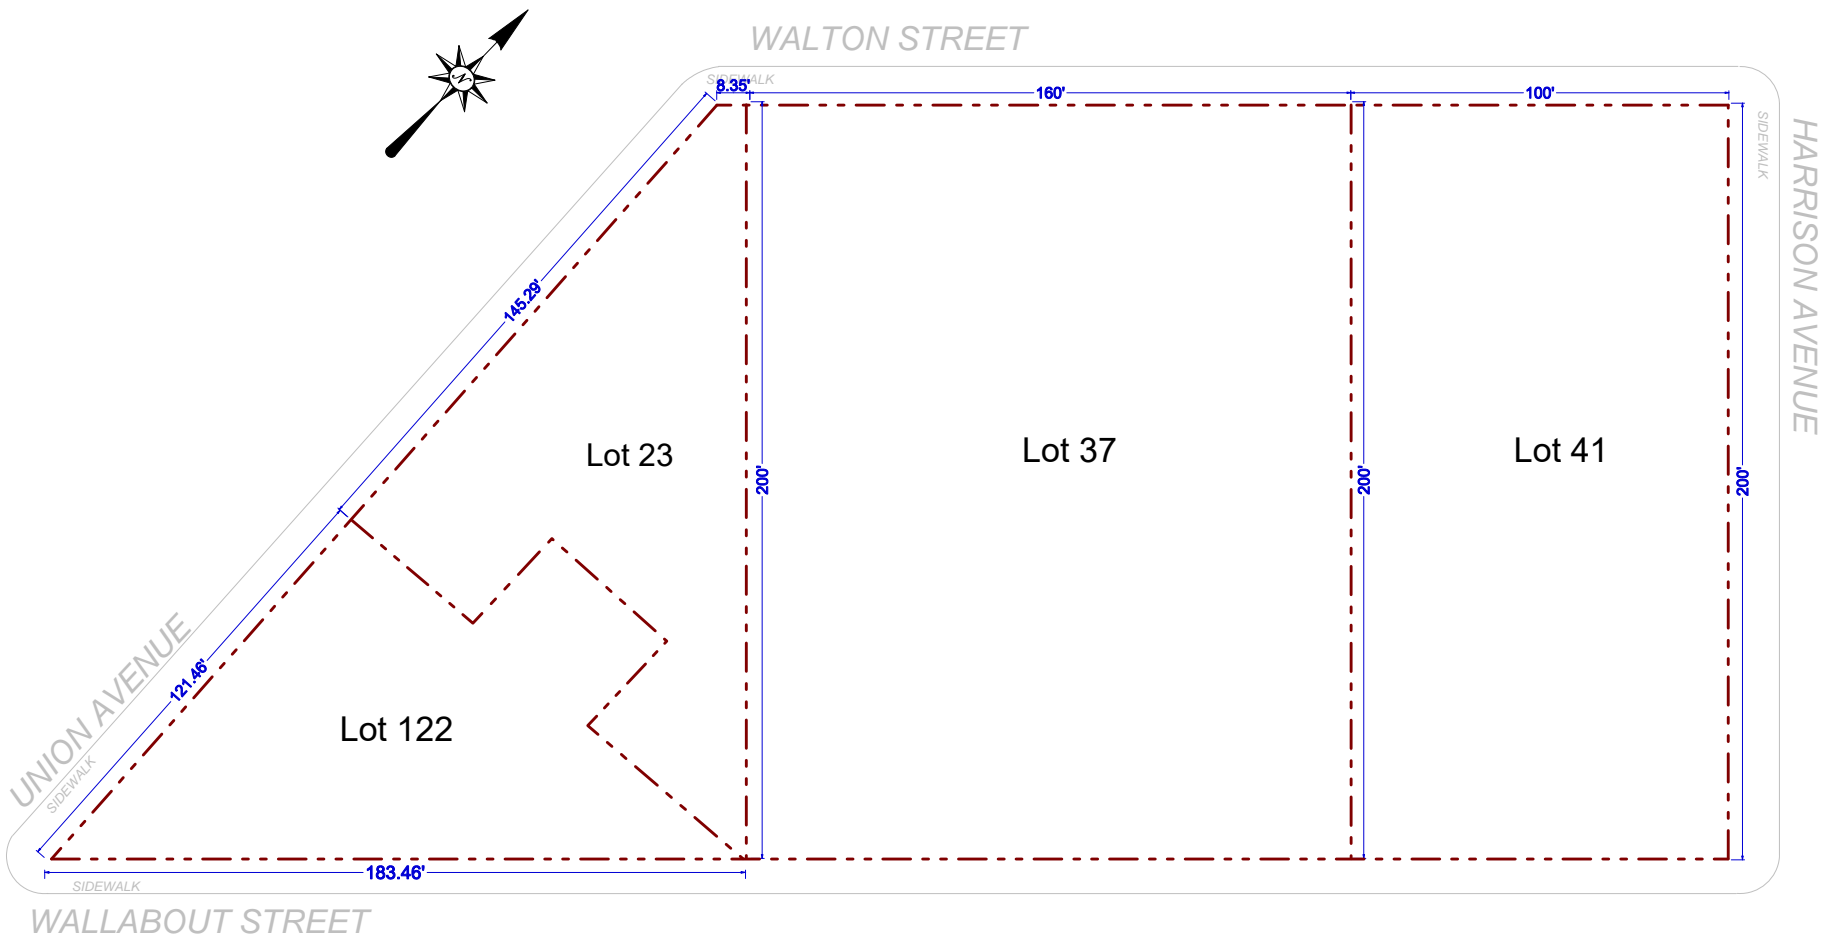 WALTON STREET
SIDEWALK
8.35'
160'
100'
N
SIDEWALK
HARRISON AVENUE
145.29'
Lot 23
Lot 37
Lot 41
200'
200'
200'
121.46'
UNION AVENUE
SIDEWALK
Lot 122
183.46'
SIDEWALK
WALLABOUT STREET